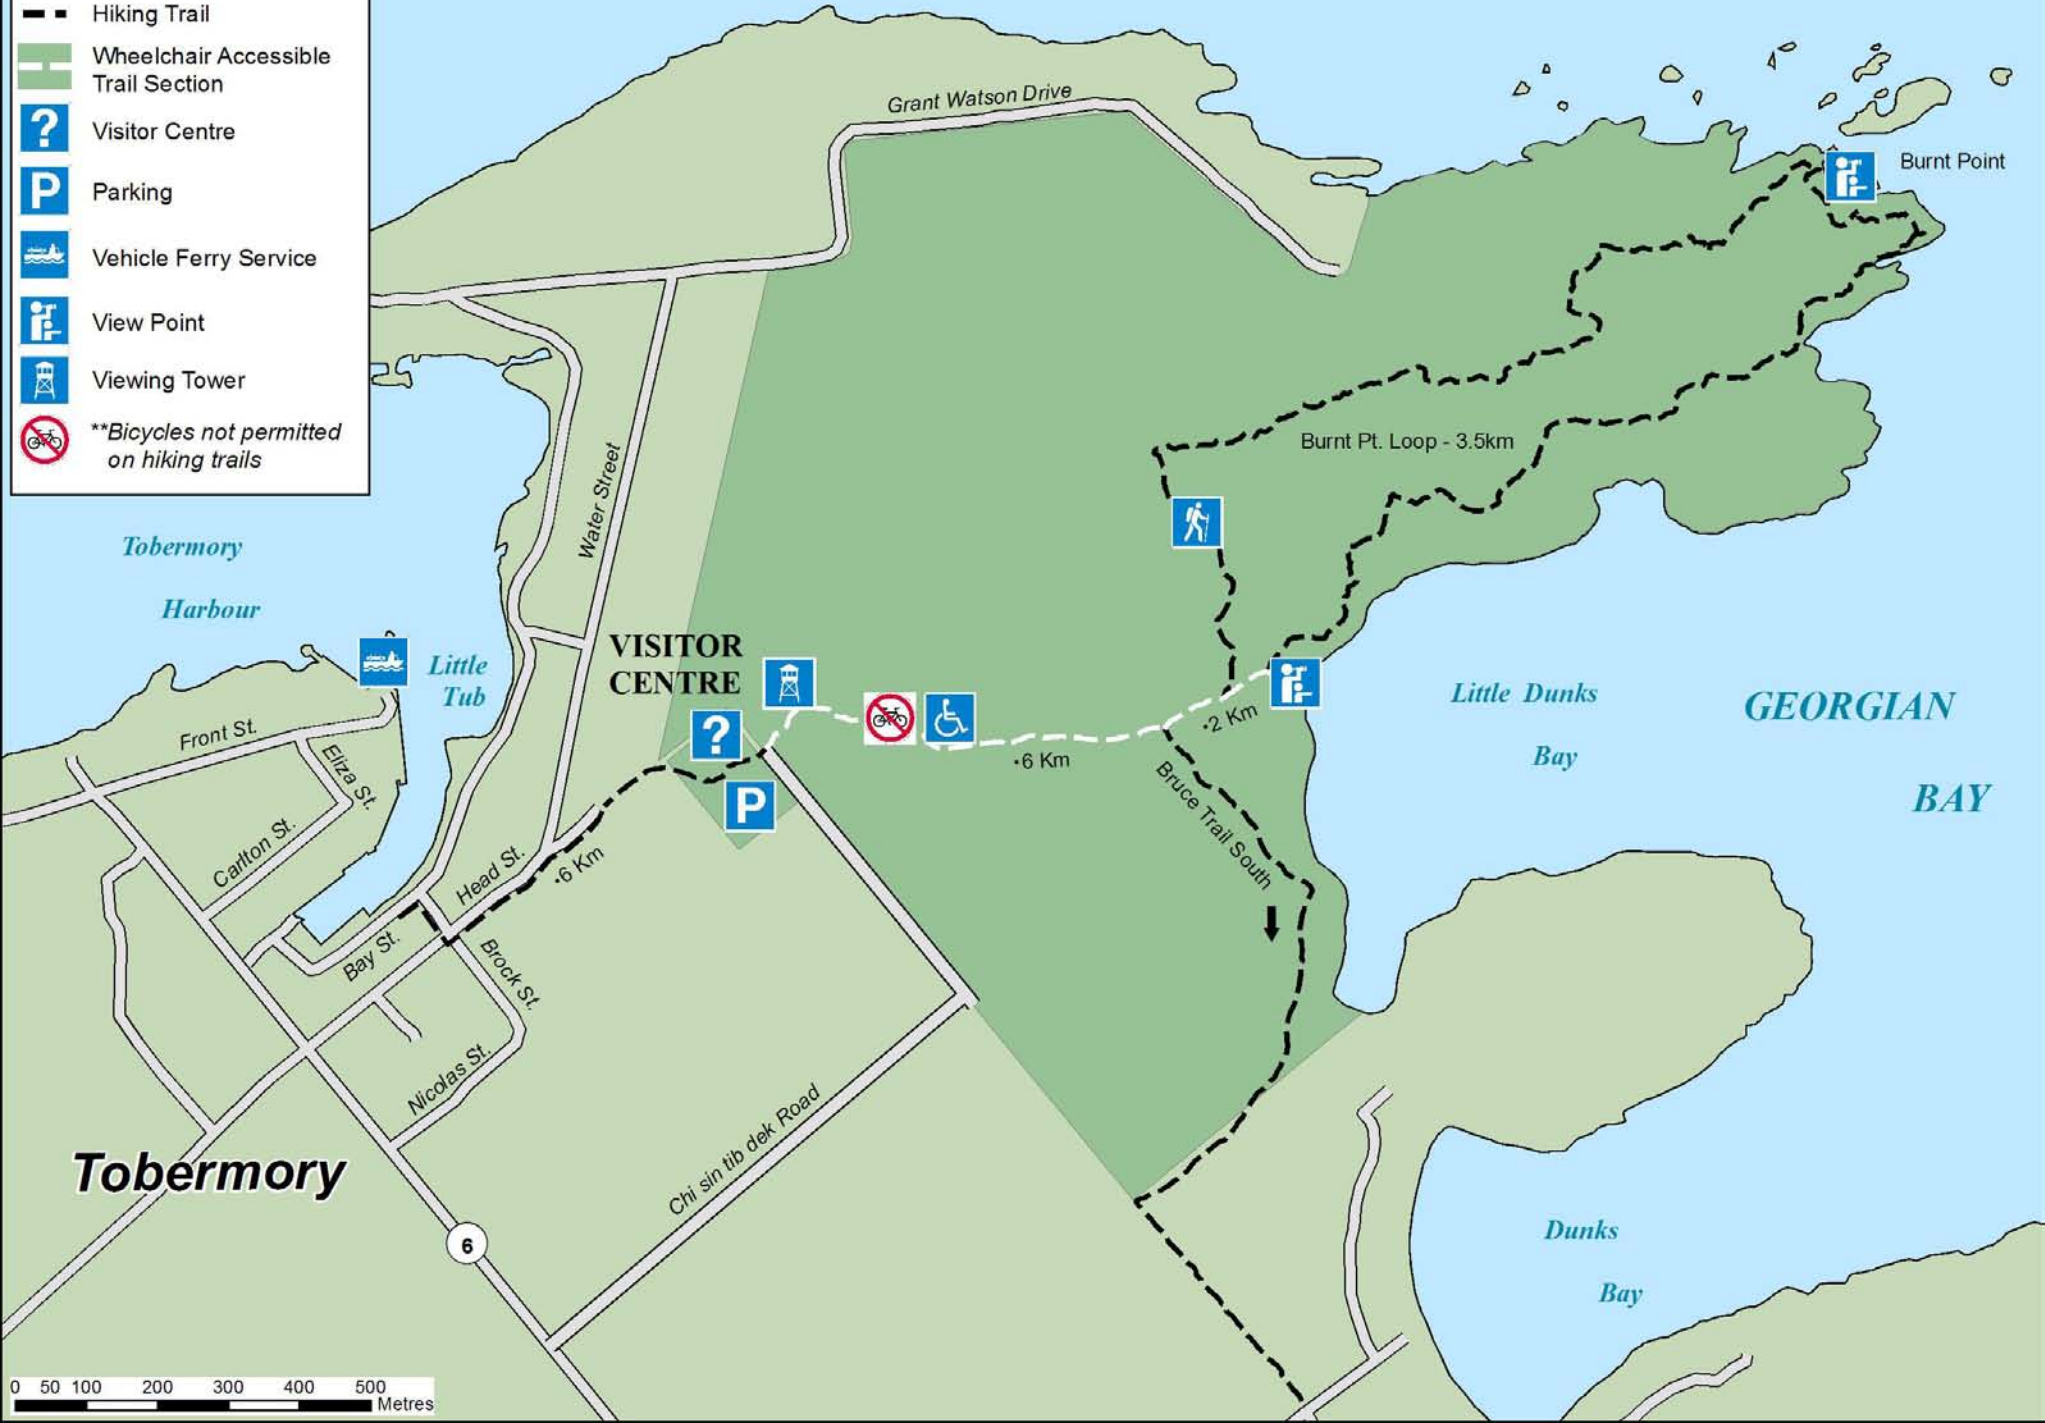 Hiking Trail
Wheelchair Accessible
Trail Section
?
Visitor Centre
P
Parking
Vehicle Ferry Service
View Point
Viewing Tower
**Bicycles not permitted
on hiking trails
Grant Watson Drive
Burnt Point
Water Street
Burnt Pt. Loop - 3.5km
Tobermory
Harbour
Little
Tub
VISITOR
CENTRE
?
P
•6 Km
•2 Km
Little Dunks
Bay
GEORGIAN
BAY
Front St.
Eliza St.
Carlton St.
Head St.
•6 Km
Bay St.
Brock St.
Nicolas St.
Bruce Trail South
Chi sin tib dek Road
Tobermory
6
Dunks
Bay
0 50 100 200 300 400 500
Metres